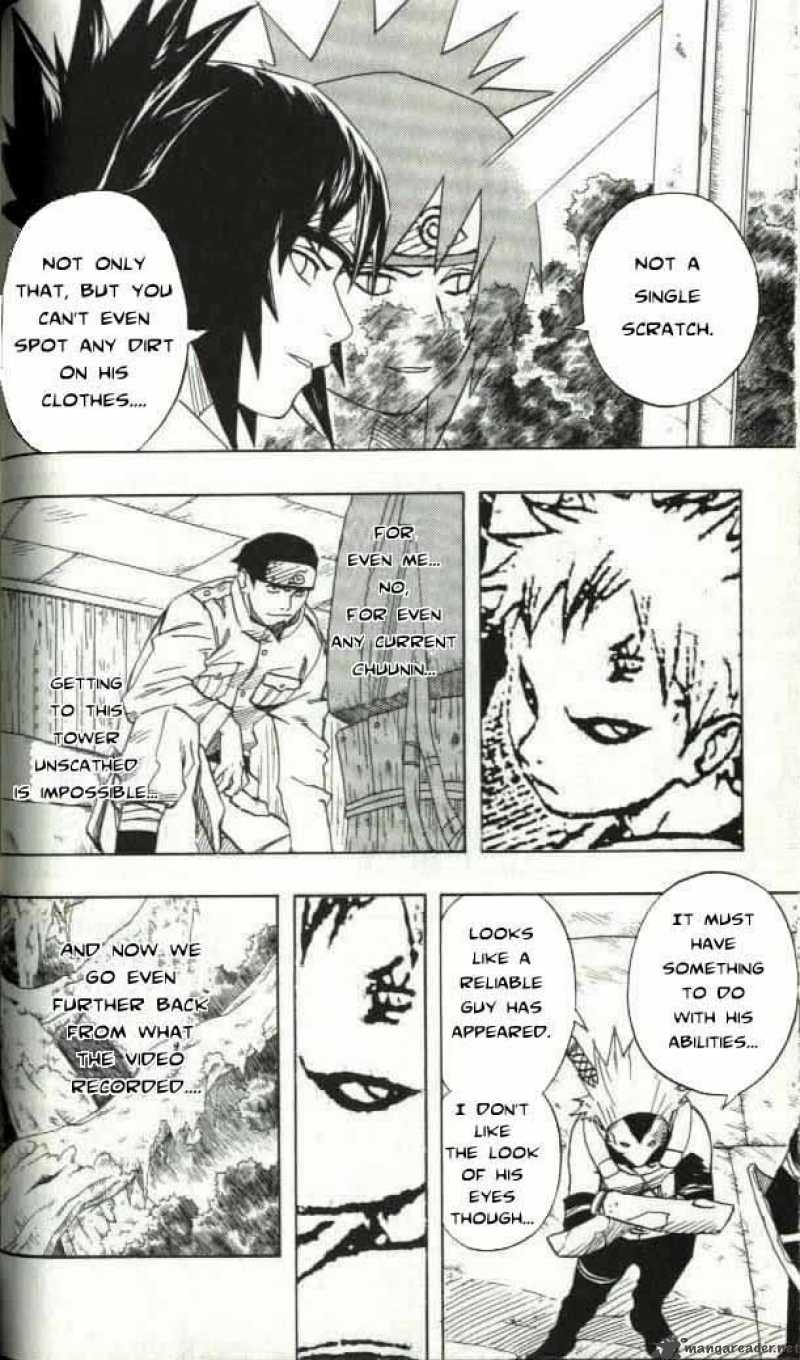 NOT A
SINGLE
SCRATCH.
NOT ONLY
THAT, BUT YOU
CAN'T EVEN
SPOT ANY DIRT
ON HIS
CLOTHES....
FOR
EVEN ME...
NO,
FOR EVEN
ANY CURRENT
CHUUNIN...
GETTING
TO THIS
TOWER
UNSCATHED
IS IMPOSSIBLE...
IT MUST
HAVE
SOMETHING
TO DO
WITH HIS
ABILITIES...
LOOKS
LIKE A
RELIABLE
GUY HAS
APPEARED.
I DON'T
LIKE
THE LOOK
OF HIS
EYES
THOUGH...
AND NOW WE
GO EVEN
FURTHER BACK
FROM WHAT
THE VIDEO
RECORDED....
mangareader.net